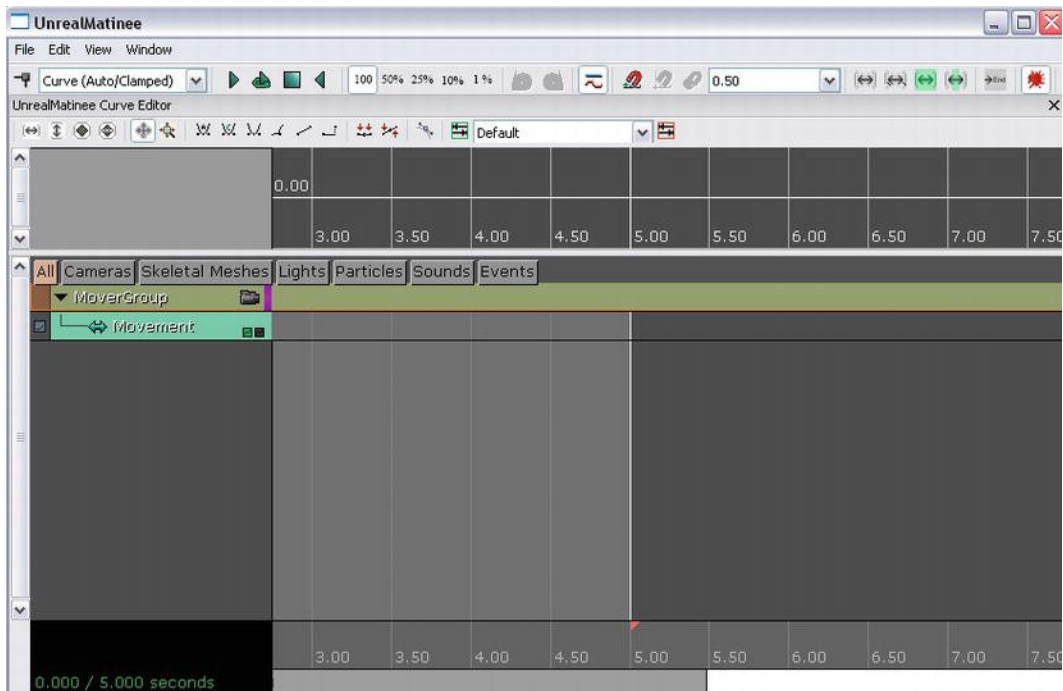 UnrealMatinee
File Edit View Window
Curve (Auto/Clamped) 100 50% 25% 10% 1% 0.50 End
UnrealMatinee Curve Editor
Default
0.00
3.00 3.50 4.00 4.50 5.00 5.50 6.00 6.50 7.00 7.50
All Cameras Skeletal Meshes Lights Particles Sounds Events
MoverGroup
Movement
3.00 3.50 4.00 4.50 5.00 5.50 6.00 6.50 7.00 7.50
0.000 / 5.000 seconds